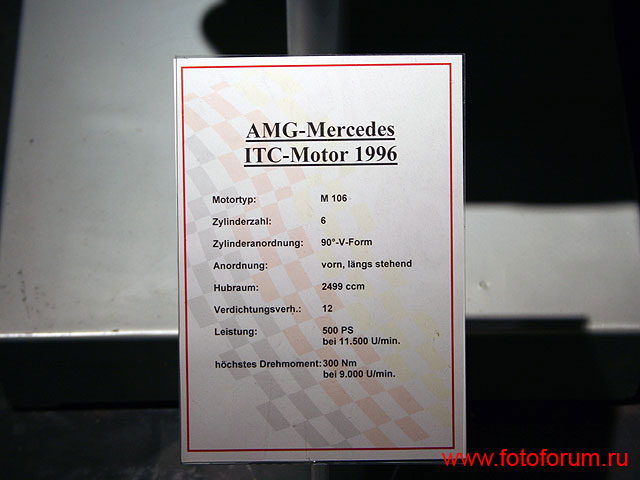 AMG-Mercedes
ITC-Motor 1996
Motortyp: M 106
Zylinderzahl: 6
Zylinderanordnung: 90°-V-Form
Anordnung: vorn, längs stehend
Hubraum: 2499 ccm
Verdichtungsverh.: 12
Leistung: 500 PS
bei 11.500 U/min.
höchstes Drehmoment: 300 Nm
bei 9.000 U/min.
www.fotoforum.ru